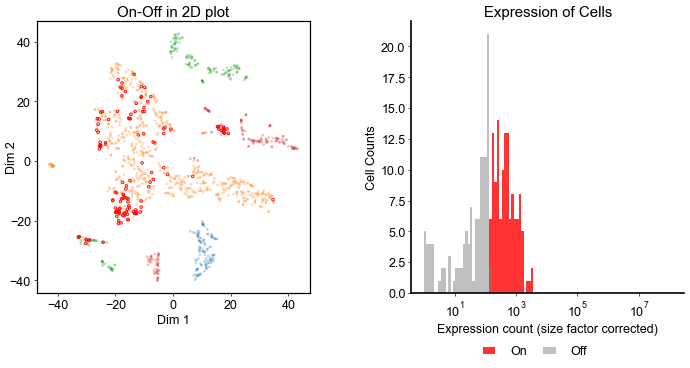 On-Off in 2D plot
40
20
0
−20
−40
Dim 2
−40 −20 0 20 40
Dim 1
Expression of Cells
20.0
17.5
15.0
12.5
10.0
7.5
5.0
2.5
0.0
Cell Counts
10^1 10^3 10^5 10^7
Expression count (size factor corrected)
On Off